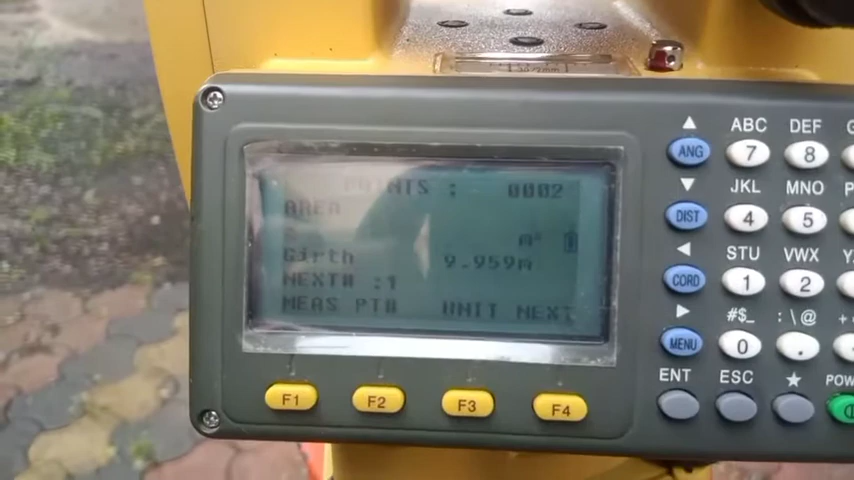 POINTS : 0002
AREA
m²
Girth 9.959m
NEXT# :1
MEAS PT# UNIT NEXT
F1 F2 F3 F4
ABC DEF
ANG 7 8
JKL MNO
DIST 4 5
STU VWX
CORD 1 2
#$_ :\@
MENU 0 .
ENT ESC ★ POW